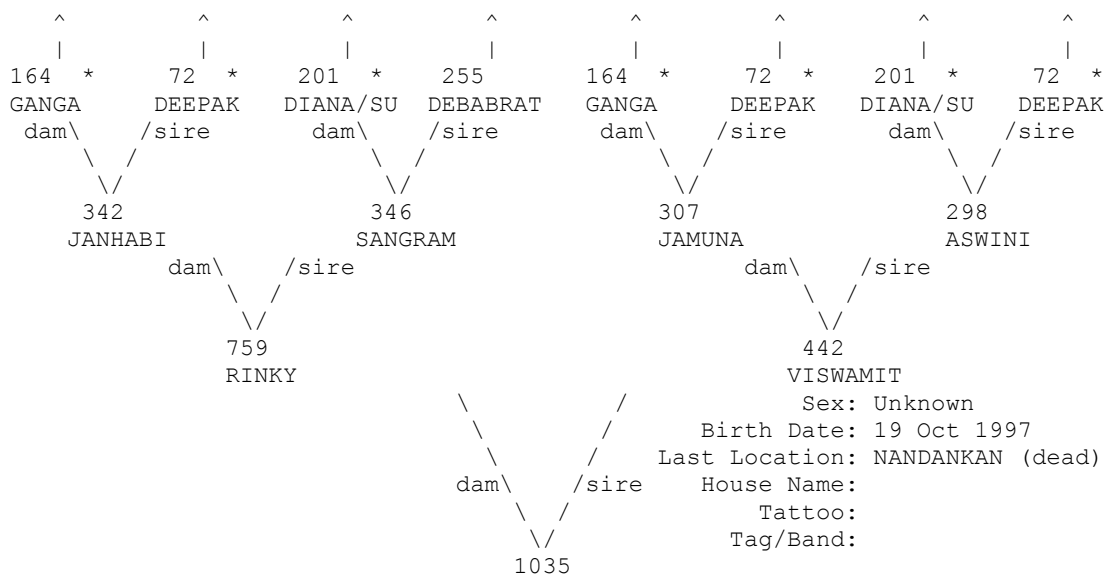 ^ ^ ^ ^ ^ ^ ^ ^
| | | | | | | |
164 * 72 * 201 * 255 164 * 72 * 201 * 72 *
GANGA DEEPAK DIANA/SU DEBABRAT GANGA DEEPAK DIANA/SU DEEPAK
dam\ /sire dam\ /sire dam\ /sire dam\ /sire
\ / \ / \ / \ /
\/ \/ \/ \/
342 346 307 298
JANHABI SANGRAM JAMUNA ASWINI
dam\ /sire dam\ /sire
\ / \ /
\/ \/
759 442
RINKY VISWAMIT
\ / Sex: Unknown
\ / Birth Date: 19 Oct 1997
\ / Last Location: NANDANKAN (dead)
dam\ /sire House Name:
\ / Tattoo:
\/ Tag/Band:
1035